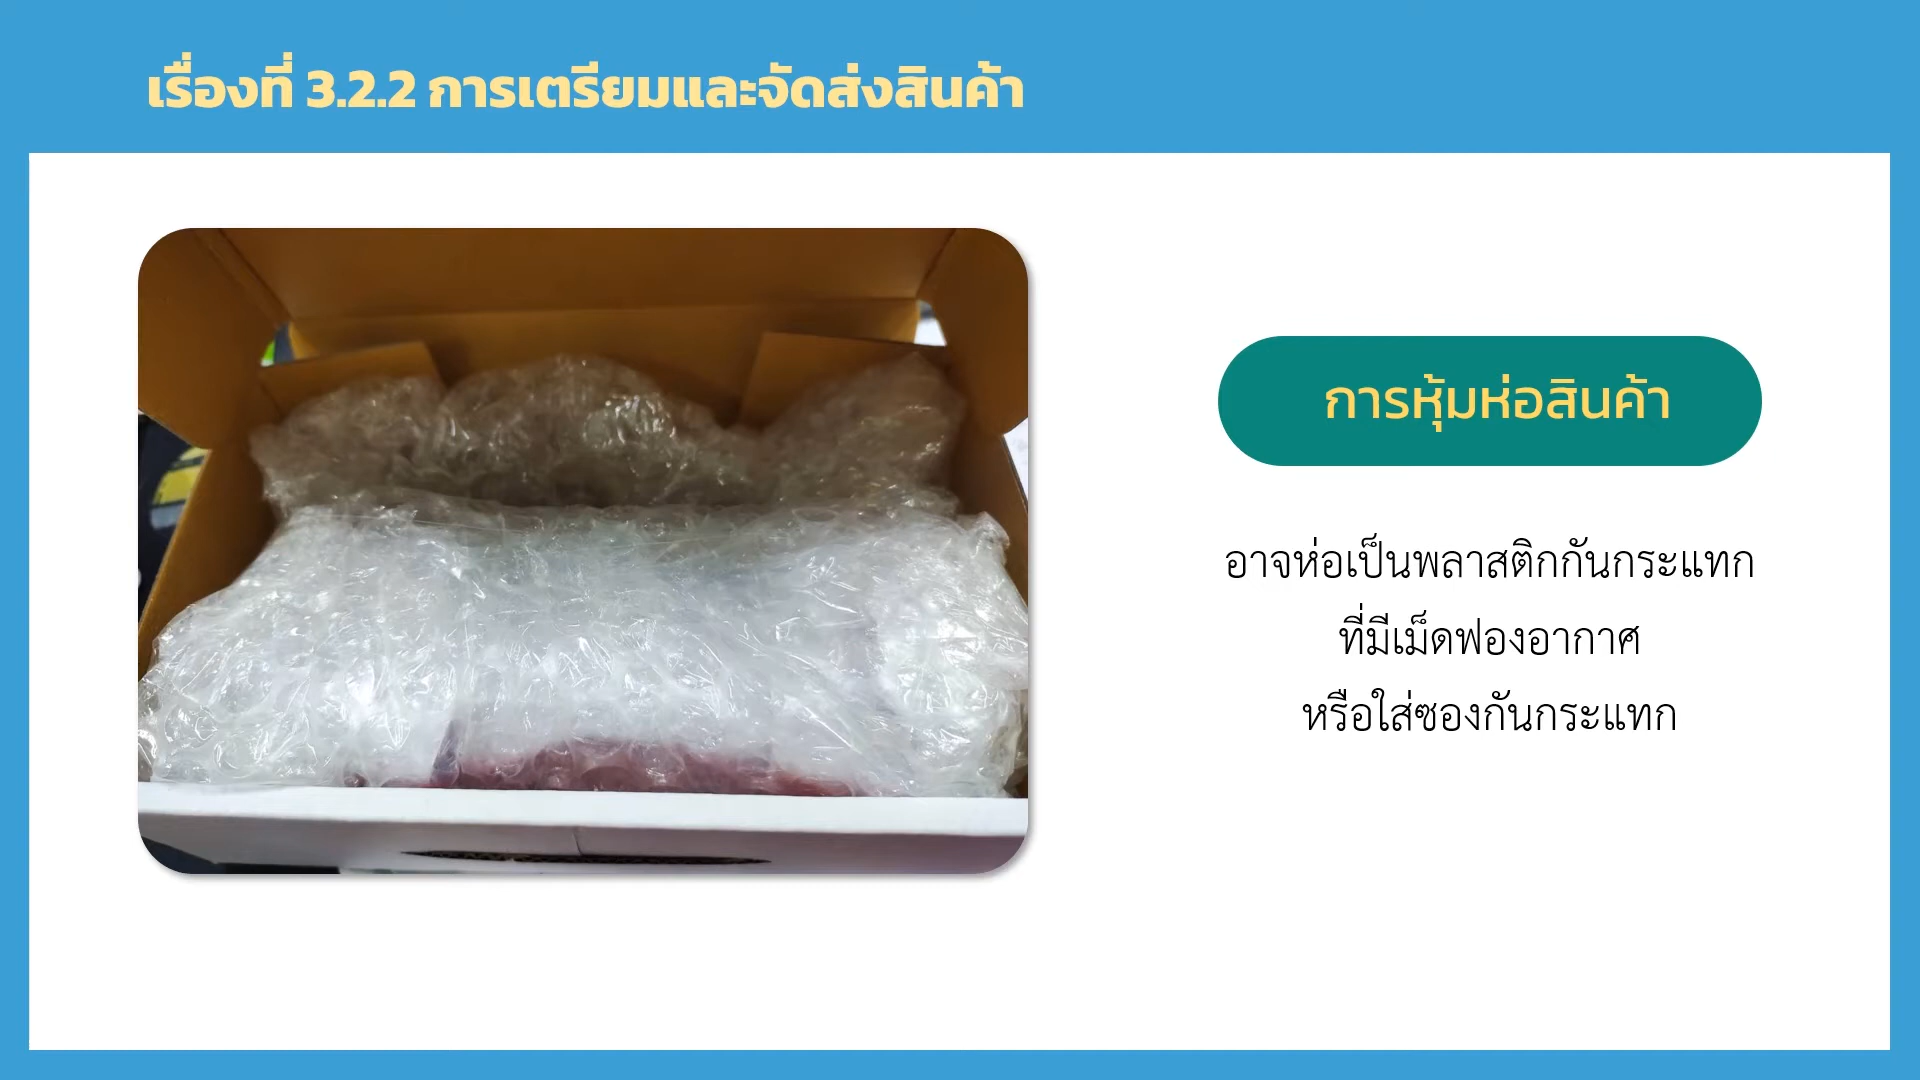 เรื่องที่ 3.2.2 การเตรียมและจัดส่งสินค้า
การหุ้มห่อสินค้า
อาจห่อเป็นพลาสติกกันกระแทก
ที่มีเม็ดฟองอากาศ
หรือใส่ซองกันกระแทก